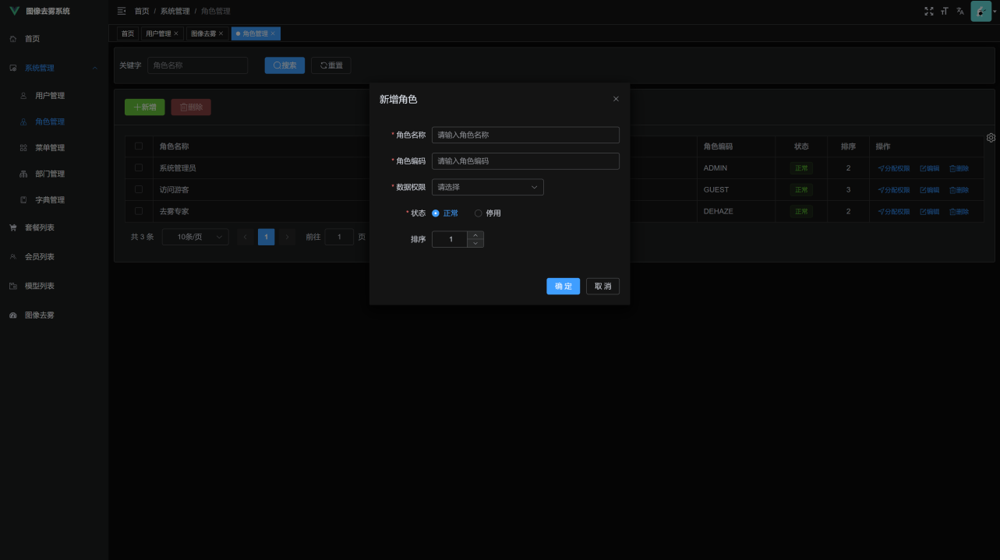 图像去雾系统
首页 / 系统管理 / 角色管理
首页
用户管理 ×
图像去雾 ×
角色管理 ×
首页
系统管理
用户管理
角色管理
菜单管理
部门管理
字典管理
套餐列表
会员列表
模型列表
图像去雾
关键字 角色名称 搜索 重置
新增 删除
角色名称 角色编码 状态 排序 操作
系统管理员 ADMIN 正常 2 分配权限 编辑 删除
访问游客 GUEST 正常 3 分配权限 编辑 删除
去雾专家 DEHAZE 正常 2 分配权限 编辑 删除
共 3 条 10条/页 1 前往 1 页
新增角色
* 角色名称 请输入角色名称
* 角色编码 请输入角色编码
* 数据权限 请选择
* 状态 正常 停用
排序 1
确 定 取 消